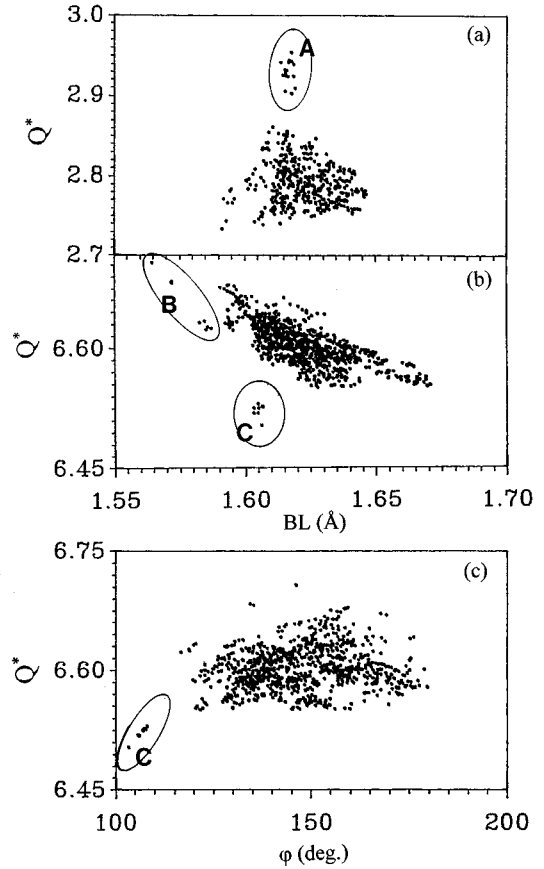 (a)
3.0
A
2.9
Q*
2.8
2.7
(b)
B
Q*
6.60
C
6.45
1.55 1.60 1.65 1.70
BL (Å)
6.75
(c)
Q*
6.60
C
6.45
100 150 200
φ (deg.)